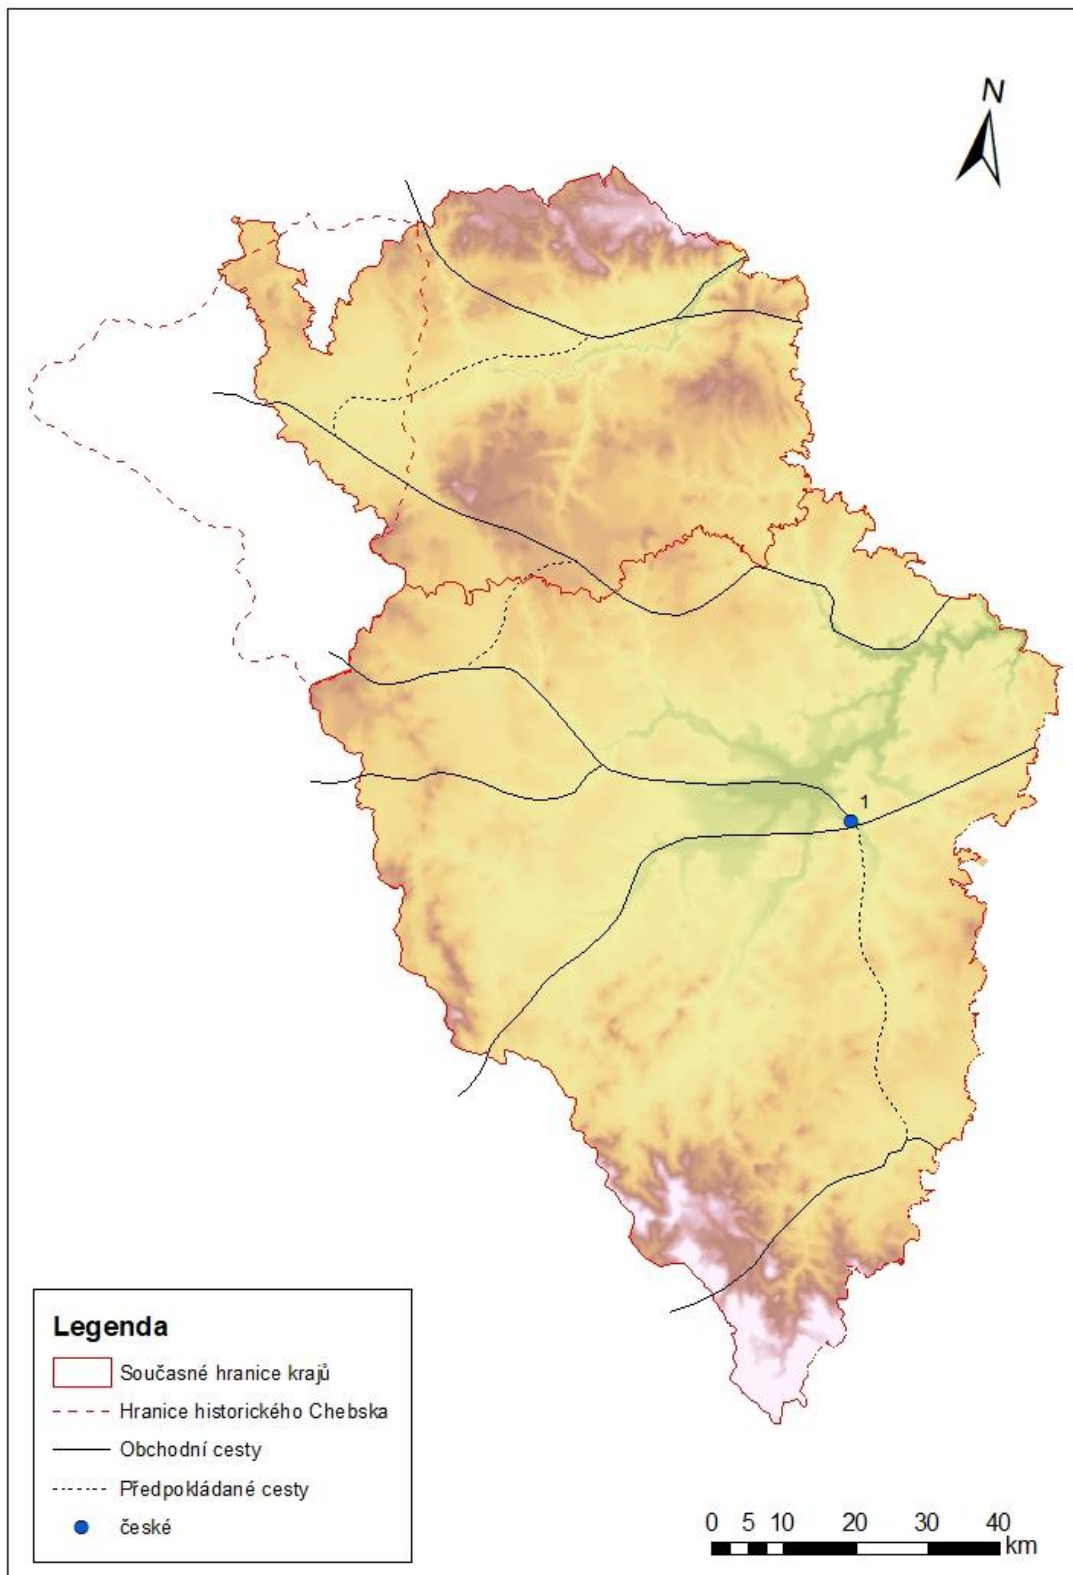 N
1
Legenda
Současné hranice krajů
Hranice historického Chebska
Obchodní cesty
Předpokládané cesty
české
0 5 10 20 30 40
km